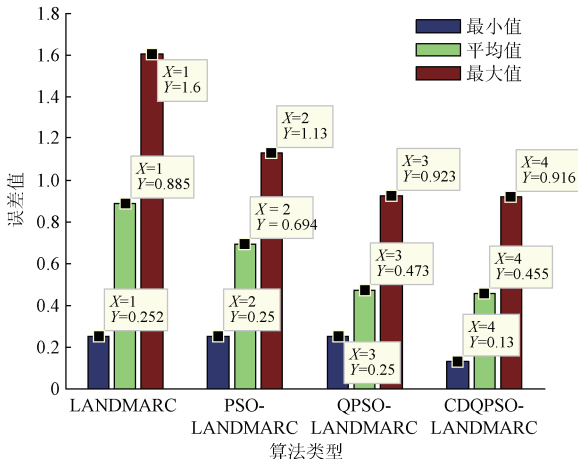 1.8
1.6
1.4
1.2
1.0
0.8
0.6
0.4
0.2
0
误差值
最小值
平均值
最大值
X=1
Y=1.6
X=1
Y=0.885
X=1
Y=0.252
X=2
Y=1.13
X = 2
Y = 0.694
X=2
Y=0.25
X=3
Y=0.923
X=3
Y=0.473
X=3
Y=0.25
X=4
Y=0.916
X=4
Y=0.455
X=4
Y=0.13
LANDMARC
PSO-
LANDMARC
QPSO-
LANDMARC
CDQPSO-
LANDMARC
算法类型